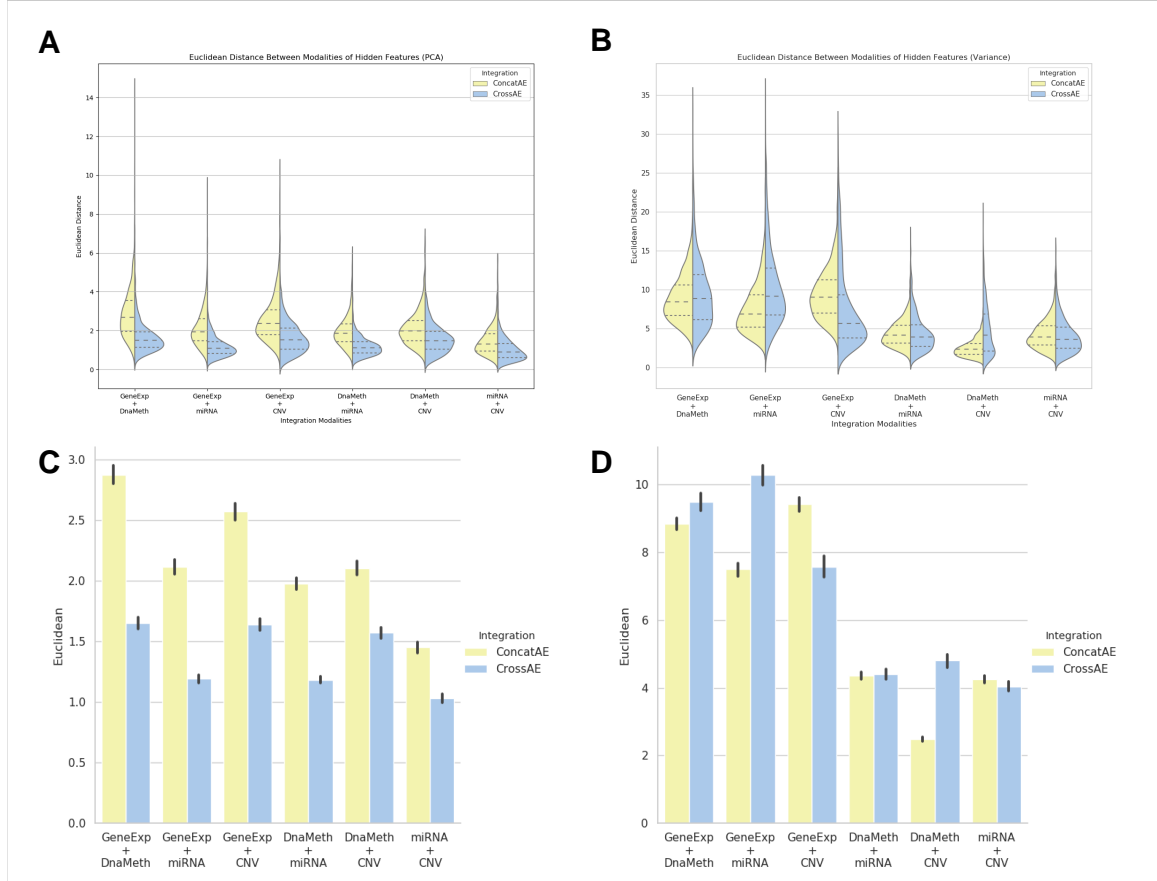 A
Euclidean Distance Between Modalities of Hidden Features (PCA)
Integration
ConcatAE
CrossAE
14
12
10
8
6
4
2
0
Euclidean Distance
GeneExp + DnaMeth
GeneExp + miRNA
GeneExp + CNV
DnaMeth + miRNA
DnaMeth + CNV
miRNA + CNV
Integration Modalities
B
Euclidean Distance Between Modalities of Hidden Features (Variance)
Integration
ConcatAE
CrossAE
35
30
25
20
15
10
5
0
Euclidean Distance
GeneExp + DnaMeth
GeneExp + miRNA
GeneExp + CNV
DnaMeth + miRNA
DnaMeth + CNV
miRNA + CNV
Integration Modalities
C
3.0
2.5
2.0
1.5
1.0
0.5
0.0
Euclidean
Integration
ConcatAE
CrossAE
GeneExp + DnaMeth
GeneExp + miRNA
GeneExp + CNV
DnaMeth + miRNA
DnaMeth + CNV
miRNA + CNV
D
10
8
6
4
2
0
Euclidean
Integration
ConcatAE
CrossAE
GeneExp + DnaMeth
GeneExp + miRNA
GeneExp + CNV
DnaMeth + miRNA
DnaMeth + CNV
miRNA + CNV